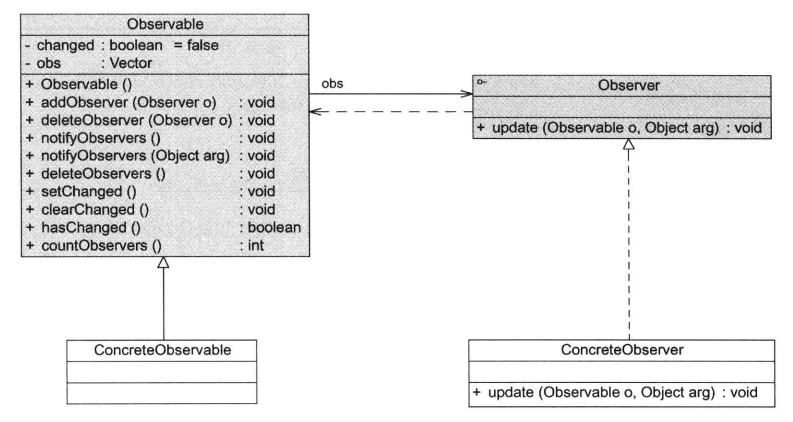 Observable
- changed : boolean = false
- obs : Vector
+ Observable ()
+ addObserver (Observer o) : void
+ deleteObserver (Observer o) : void
+ notifyObservers () : void
+ notifyObservers (Object arg) : void
+ deleteObservers () : void
+ setChanged () : void
+ clearChanged () : void
+ hasChanged () : boolean
+ countObservers () : int
obs
Observer
+ update (Observable o, Object arg) : void
ConcreteObservable
ConcreteObserver
+ update (Observable o, Object arg) : void